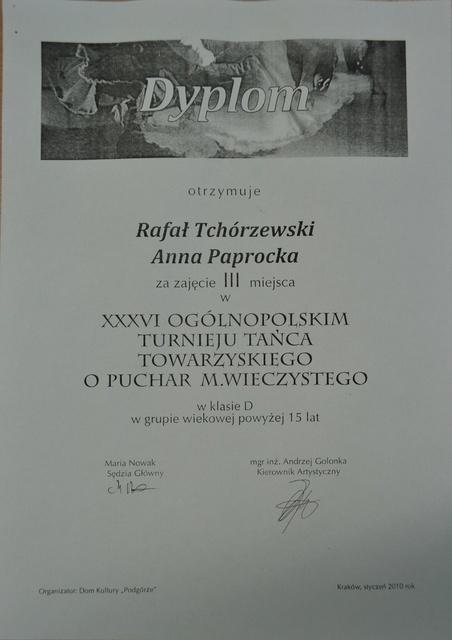 Dyplom
otrzymuje
Rafał Tchórzewski
Anna Paprocka
za zajęcie III miejsca
w
XXXVI OGÓLNOPOLSKIM
TURNIEJU TAŃCA
TOWARZYSKIEGO
O PUCHAR M.WIECZYSTEGO
w klasie D
w grupie wiekowej powyżej 15 lat
Maria Nowak
Sędzia Główny
mgr inż. Andrzej Golonka
Kierownik Artystyczny
Organizator: Dom Kultury „Podgórze"
Kraków, styczeń 2010 rok